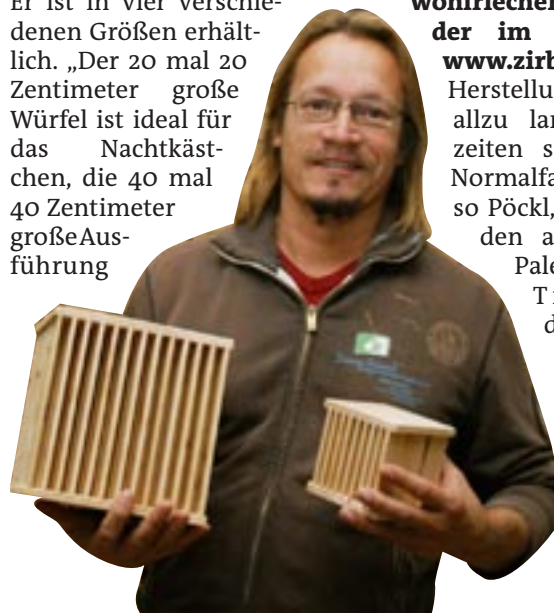 Er ist in vier verschie-
denen Größen erhält-
lich. „Der 20 mal 20
Zentimeter große
Würfel ist ideal für
das Nachtkäst-
chen, die 40 mal
40 Zentimeter
großeAus-
führung
der im
www.zirb
Herstellu
allzu lan
zeiten s
Normalfa
so Pöckl,
den a
Pale
Ti
d